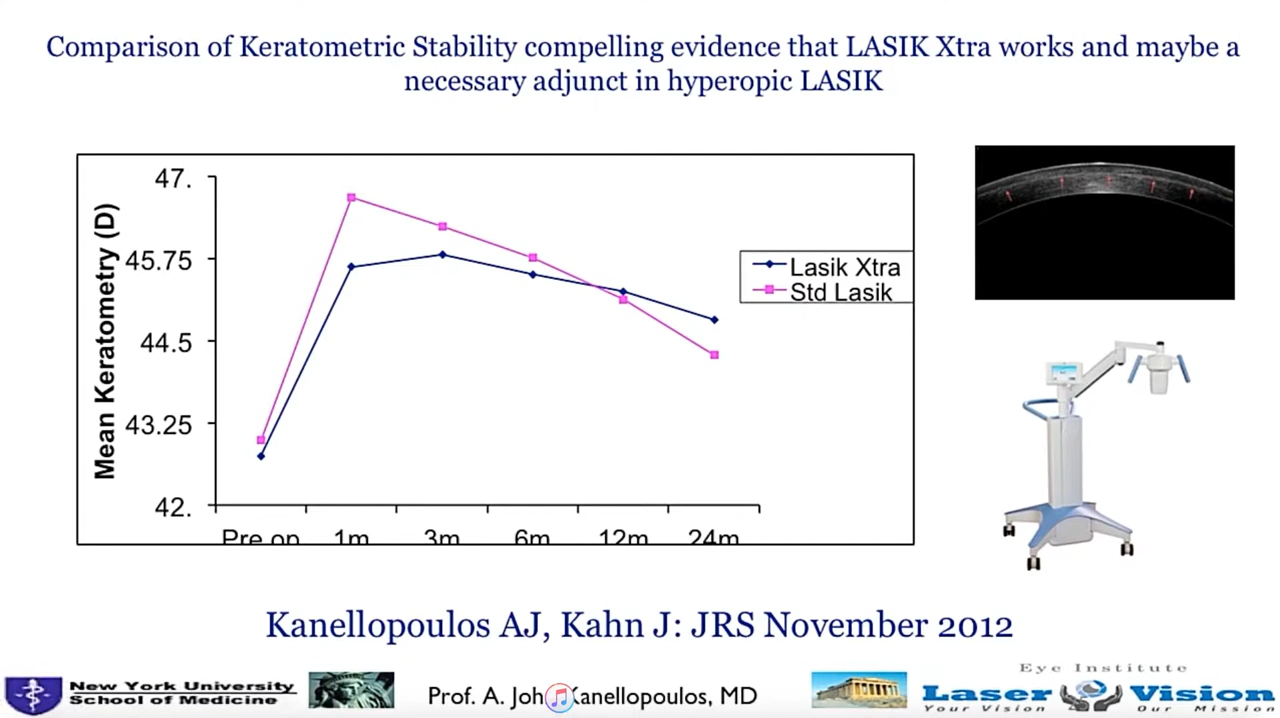 Comparison of Keratometric Stability compelling evidence that LASIK Xtra works and maybe a
necessary adjunct in hyperopic LASIK
Mean Keratometry (D)
47.
45.75
44.5
43.25
42.
Pre op
1m
3m
6m
12m
24m
Lasik Xtra
Std Lasik
Kanellopoulos AJ, Kahn J: JRS November 2012
New York University
School of Medicine
Prof. A. John Kanellopoulos, MD
Eye Institute
Laser Vision
Your Vision Our Mission